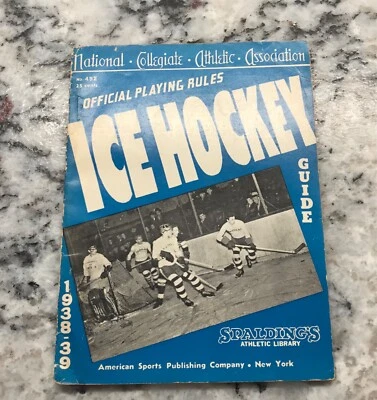 National · Collegiate · Athletic · Association
No. 492
25 cents
OFFICIAL PLAYING RULES
ICE HOCKEY
GUIDE
1938-39
SPALDING'S
ATHLETIC LIBRARY
American Sports Publishing Company • New York